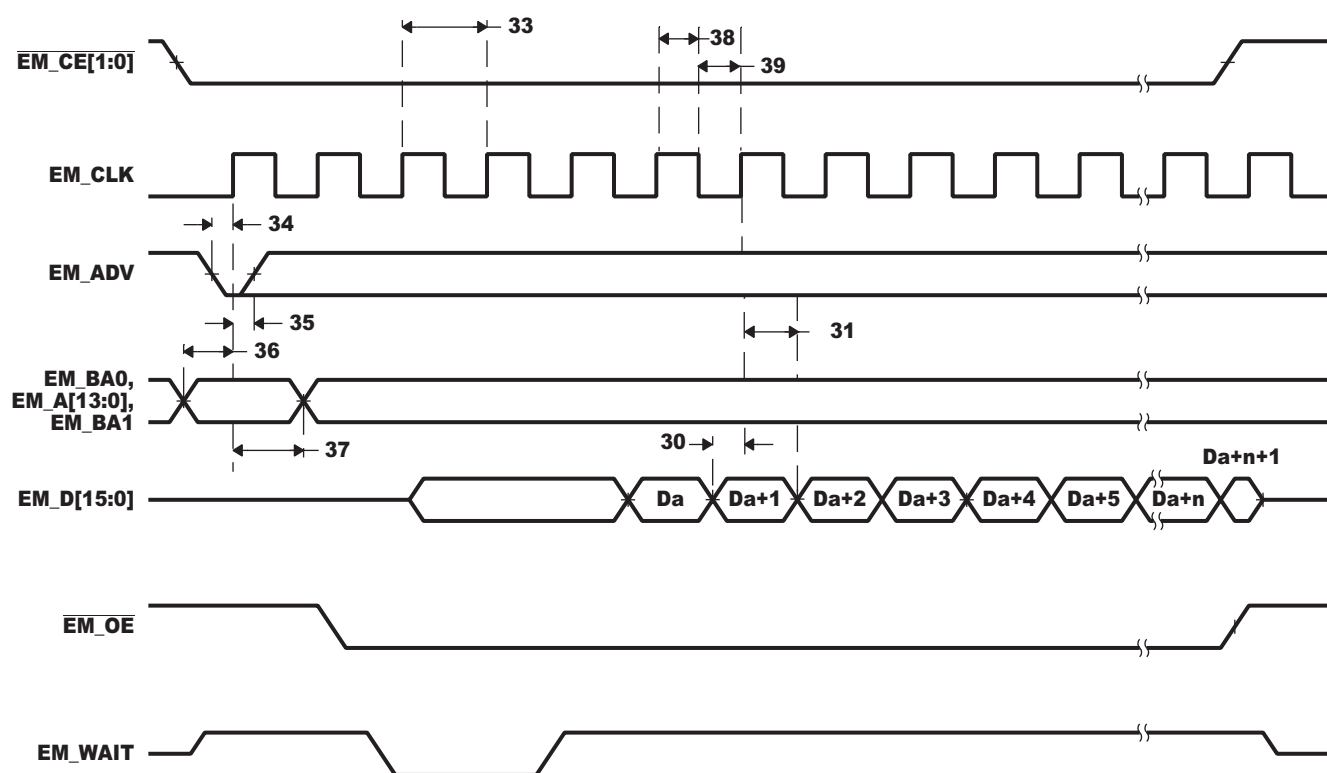 33
38
EM_CE[1:0]
39
EM_CLK
34
EM_ADV
35
31
36
EM_BA0,
EM_A[13:0],
EM_BA1
37
30
Da+n+1
EM_D[15:0]
Da Da+1 Da+2 Da+3 Da+4 Da+5 Da+n
EM_OE
EM_WAIT